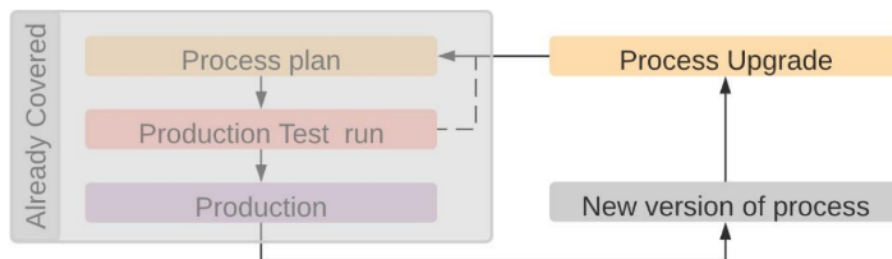 Already Covered
Process plan
Process Upgrade
Production Test run
Production
New version of process